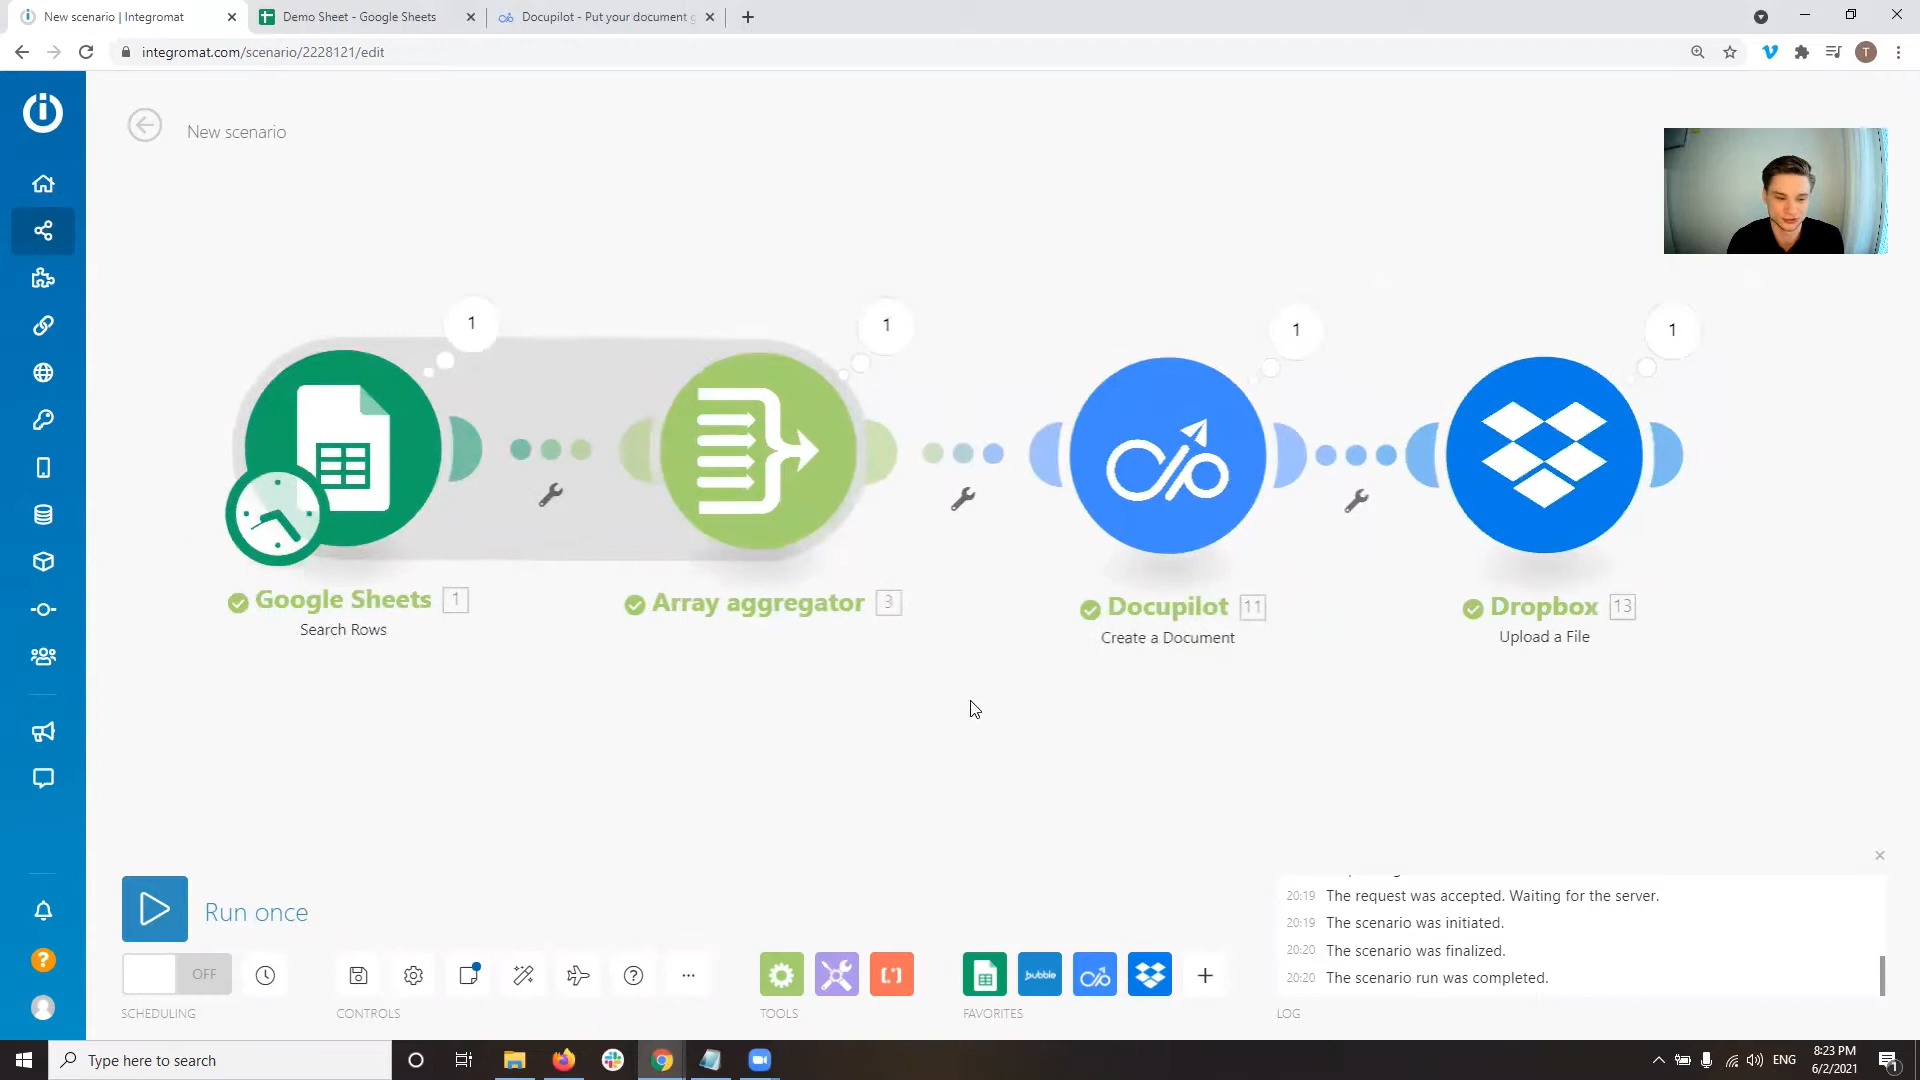 New scenario | Integromat
Demo Sheet - Google Sheets
Docupilot - Put your document g
integromat.com/scenario/2228121/edit
T
New scenario
1
1
1
1
Google Sheets 1
Search Rows
Array aggregator 3
Docupilot 11
Create a Document
Dropbox 13
Upload a File
Run once
20:19 The request was accepted. Waiting for the server.
20:19 The scenario was initiated.
20:20 The scenario was finalized.
20:20 The scenario run was completed.
OFF
bubble
SCHEDULING
CONTROLS
TOOLS
FAVORITES
LOG
Type here to search
ENG
8:23 PM
6/2/2021
1